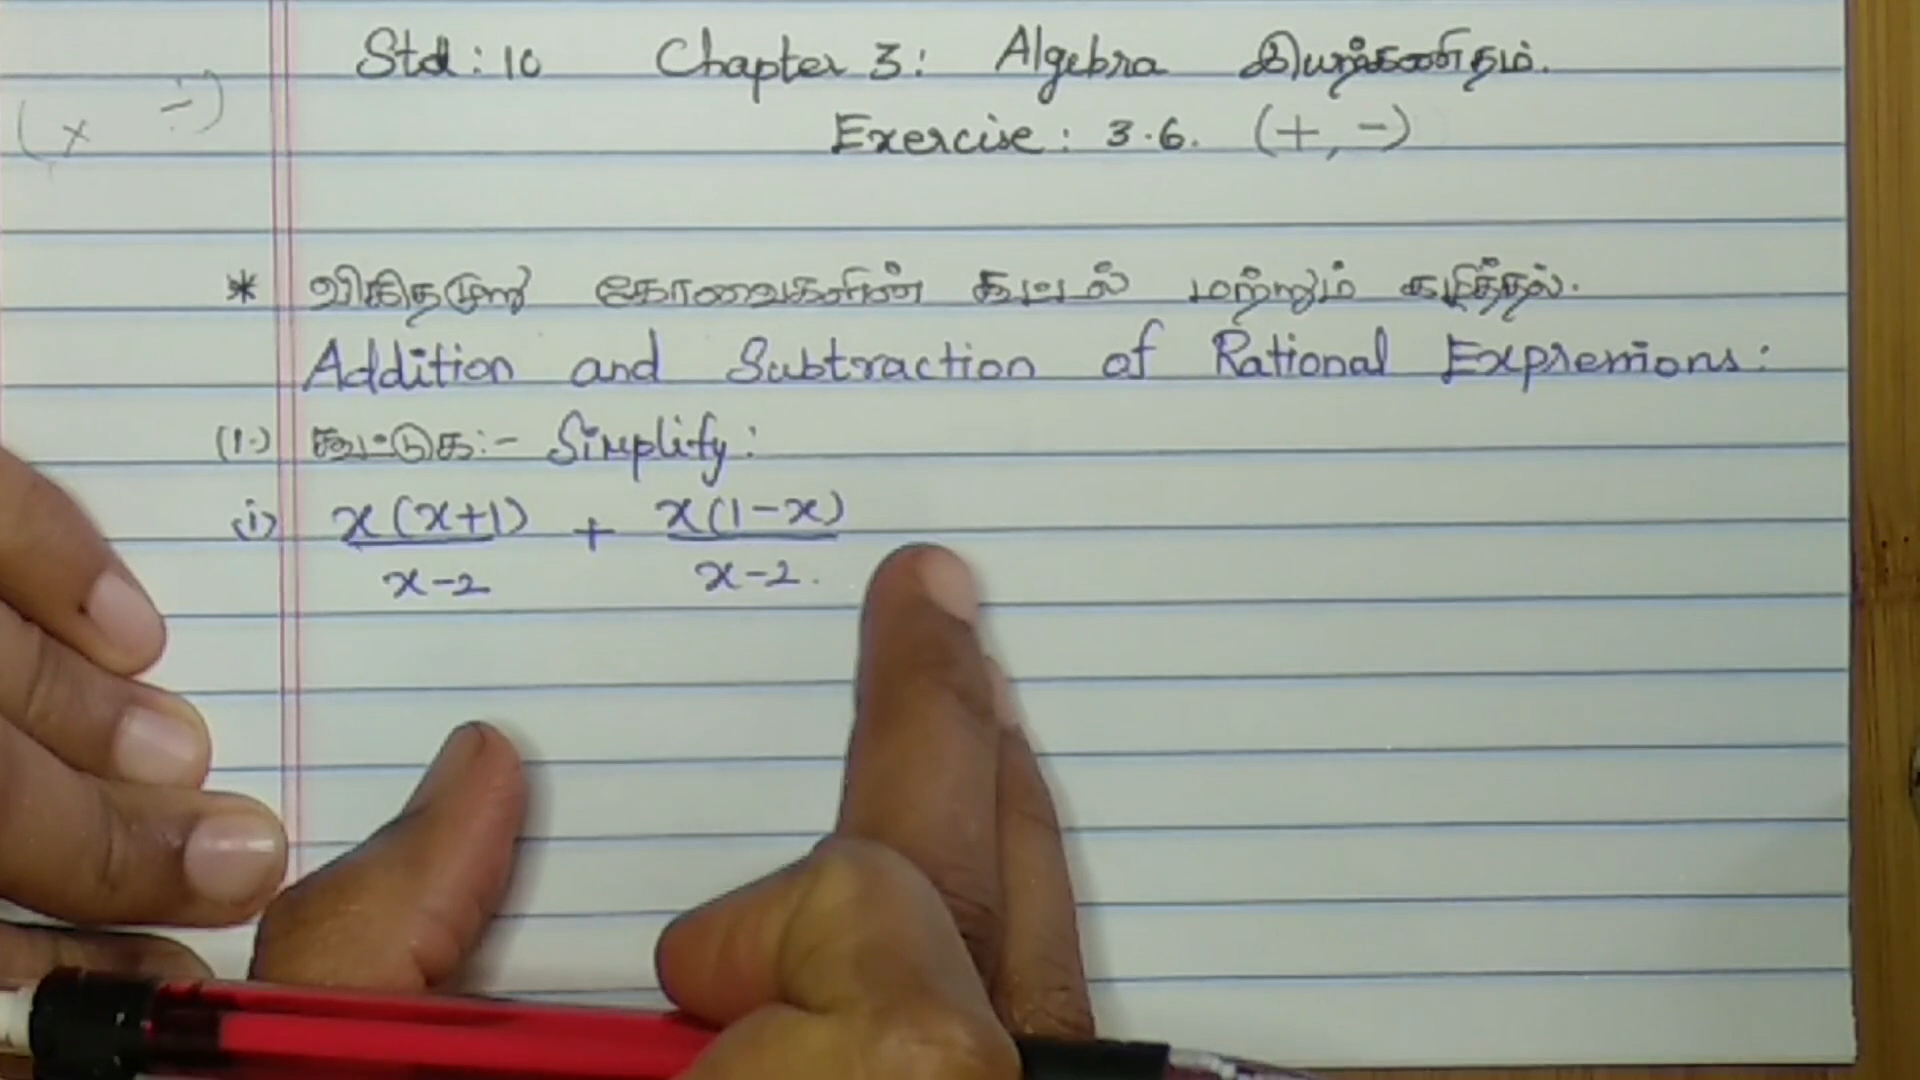 Std: 10 Chapter 3: Algebra இயற்கணிதம்.
(x ÷)
Exercise: 3.6. (+, -)
* விகிதமுறு கோவைகளின் கூட்டல் மற்றும் கழித்தல்.
Addition and Subtraction of Rational Expressions:
(1.) கூட்டுக:- Simplify:
(i) x(x+1)/x-2 + x(1-x)/x-2.